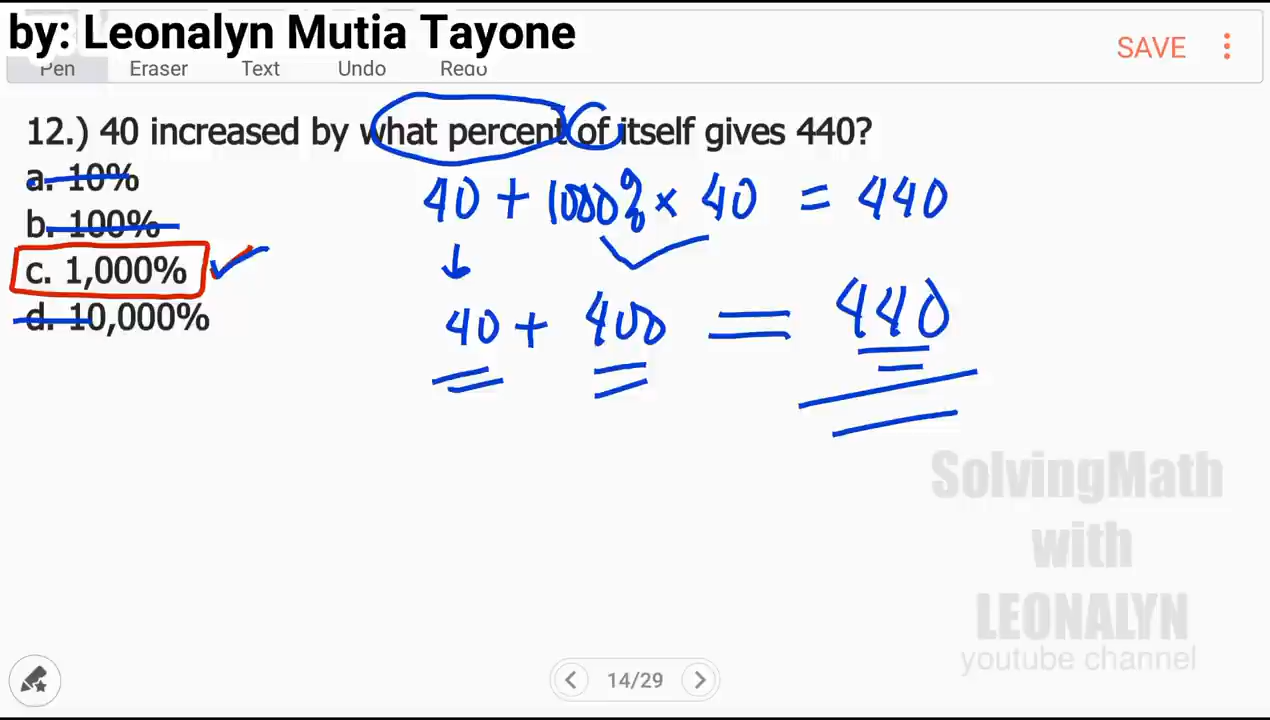 by: Leonalyn Mutia Tayone
SAVE
Pen Eraser Text Undo Redo
12.) 40 increased by what percent of itself gives 440?
a. 10%
b. 100%
c. 1,000%
d. 10,000%
40 + 1000% × 40 = 440
40 + 400 = 440
SolvingMath
with
LEONALYN
youtube channel
14/29